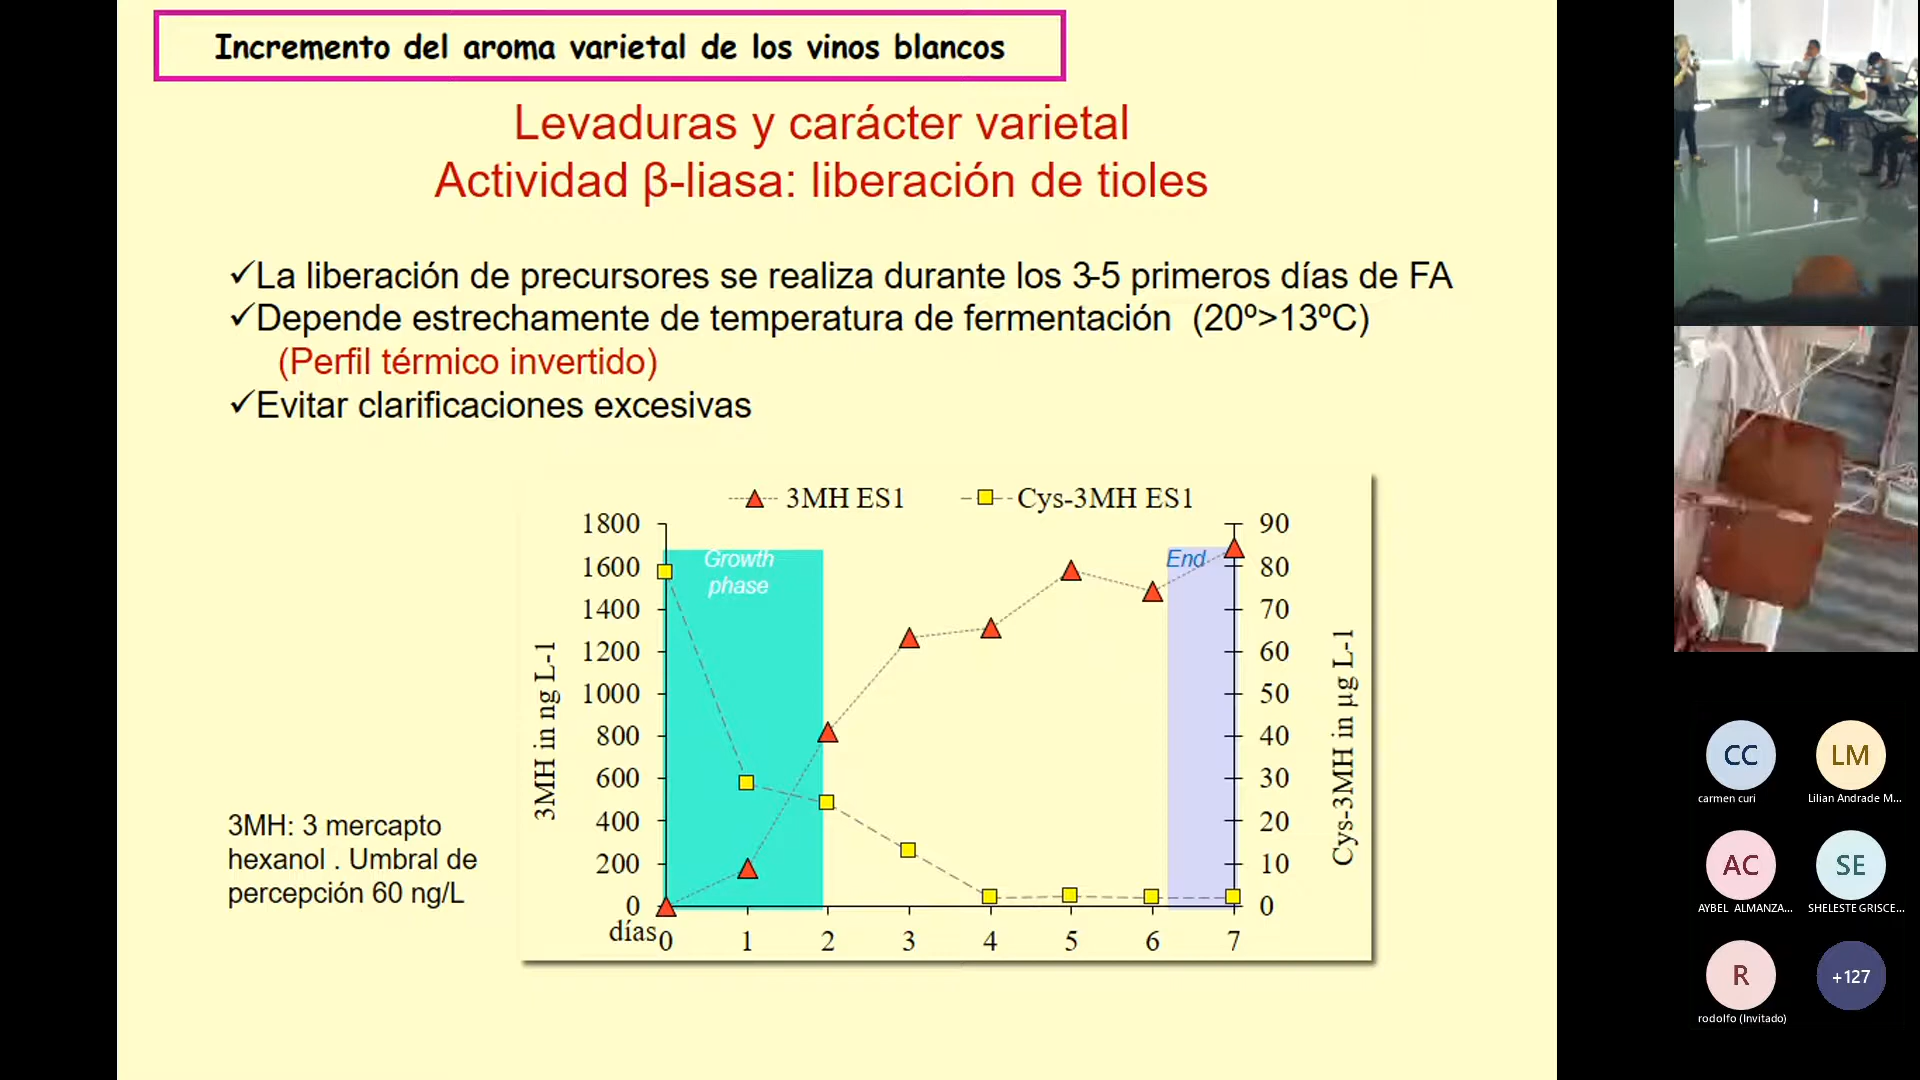 Incremento del aroma varietal de los vinos blancos
Levaduras y carácter varietal
Actividad β-liasa: liberación de tioles
✓La liberación de precursores se realiza durante los 3-5 primeros días de FA
✓Depende estrechamente de temperatura de fermentación (20º>13ºC)
(Perfil térmico invertido)
✓Evitar clarificaciones excesivas
3MH ES1
Cys-3MH ES1
1800
1600
1400
1200
1000
800
600
400
200
0
3MH in ng L-1
Growth
phase
End
90
80
70
60
50
40
30
20
10
0
Cys-3MH in µg L-1
días
0 1 2 3 4 5 6 7
3MH: 3 mercapto
hexanol . Umbral de
percepción 60 ng/L
CC
carmen curi
LM
Lilian Andrade M...
AC
AYBEL ALMANZA...
SE
SHELESTE GRISCE...
R
rodolfo (Invitado)
+127